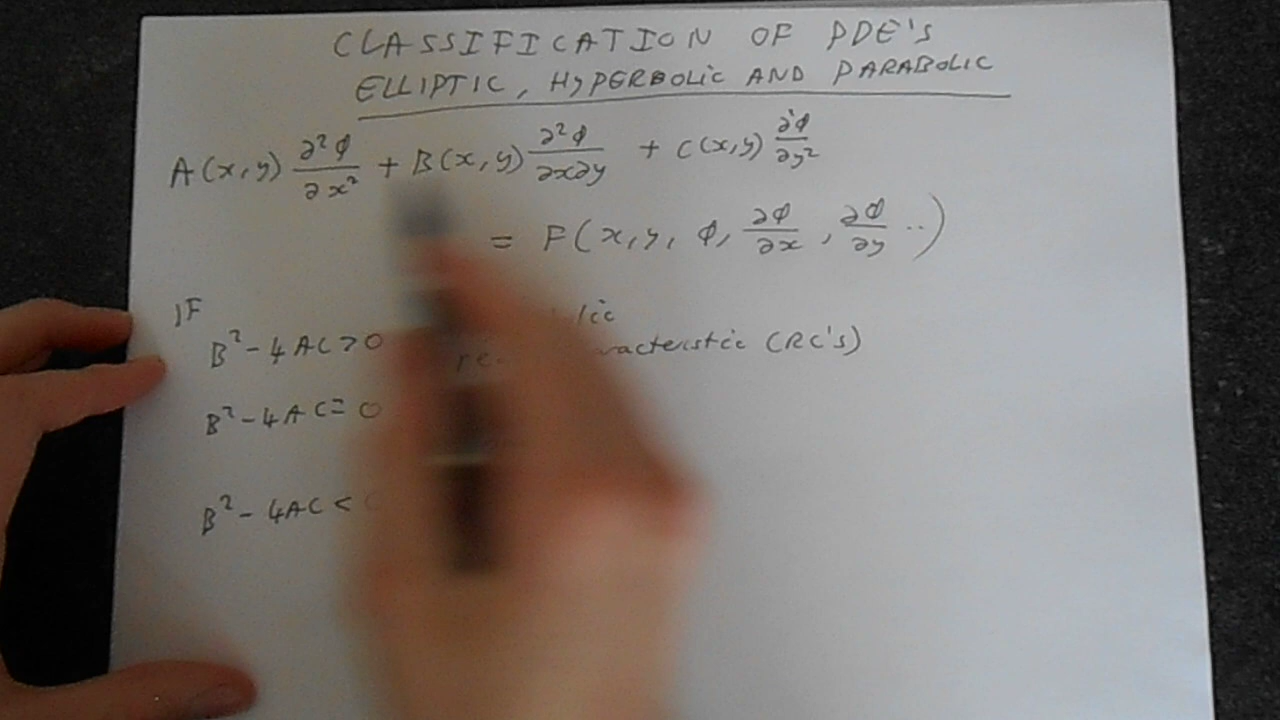 CLASSIFICATION OF PDE's
ELLIPTIC, HYPERBOLIC AND PARABOLIC
A(x,y) ∂²φ/∂x² + B(x,y) ∂²φ/∂x∂y + C(x,y) ∂²φ/∂y²
= F(x, y, φ, ∂φ/∂x, ∂φ/∂y ..)
IF
B² - 4AC > 0 (RC's)
B² - 4AC = 0
B² - 4AC <